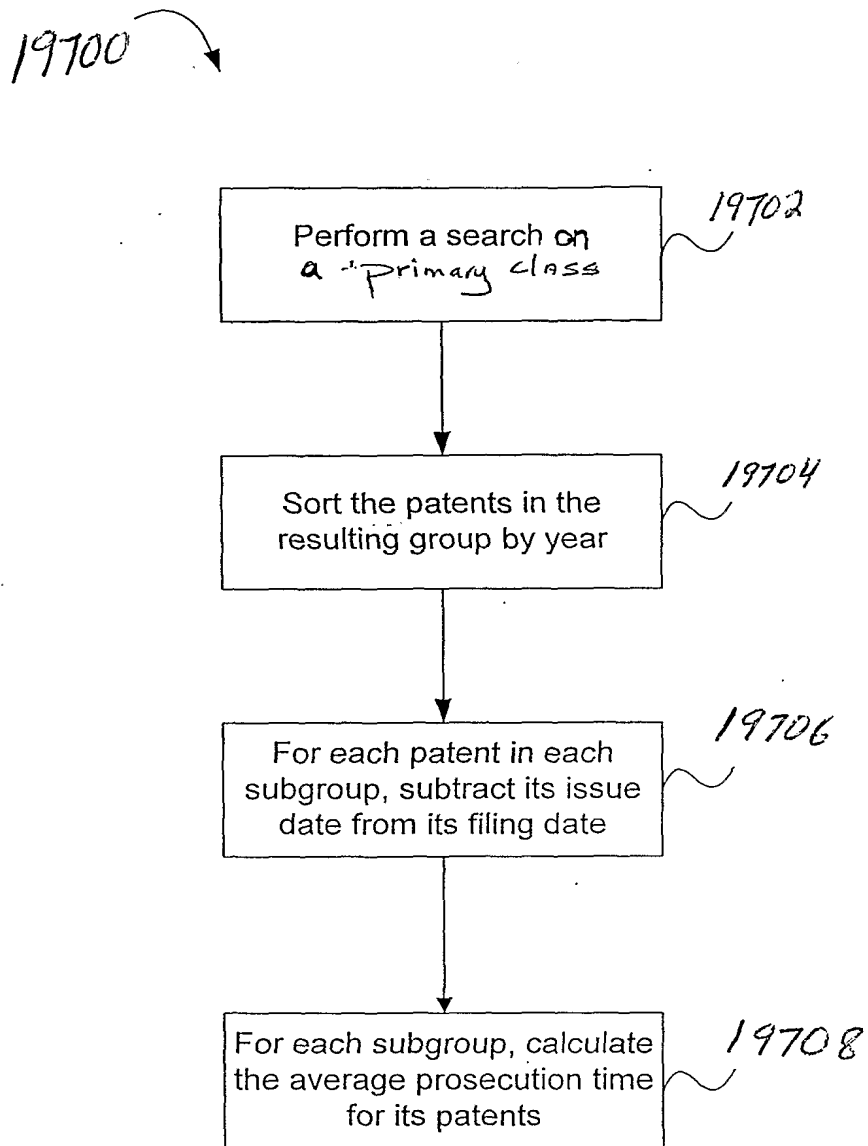 19700
Perform a search on
a primary class
19702
Sort the patents in the
resulting group by year
19704
For each patent in each
subgroup, subtract its issue
date from its filing date
19706
For each subgroup, calculate
the average prosecution time
for its patents
19708